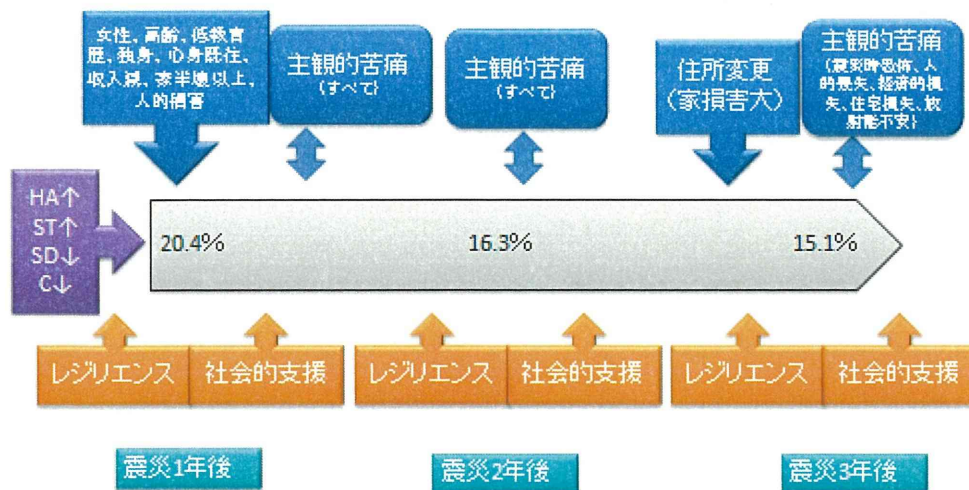 女性、高齢、低教育
歴、独身、心身既往、
収入減、家半壊以上、
人的損害
主観的苦痛
(すべて)
主観的苦痛
(すべて)
住所変更
(家損害大)
主観的苦痛
(震災時恐怖、人
的喪失、経済的損
失、住宅損失、放
射能不安)
HA↑
ST↑
SD↓
C↓
20.4%
16.3%
15.1%
レジリエンス
社会的支援
レジリエンス
社会的支援
レジリエンス
社会的支援
震災1年後
震災2年後
震災3年後